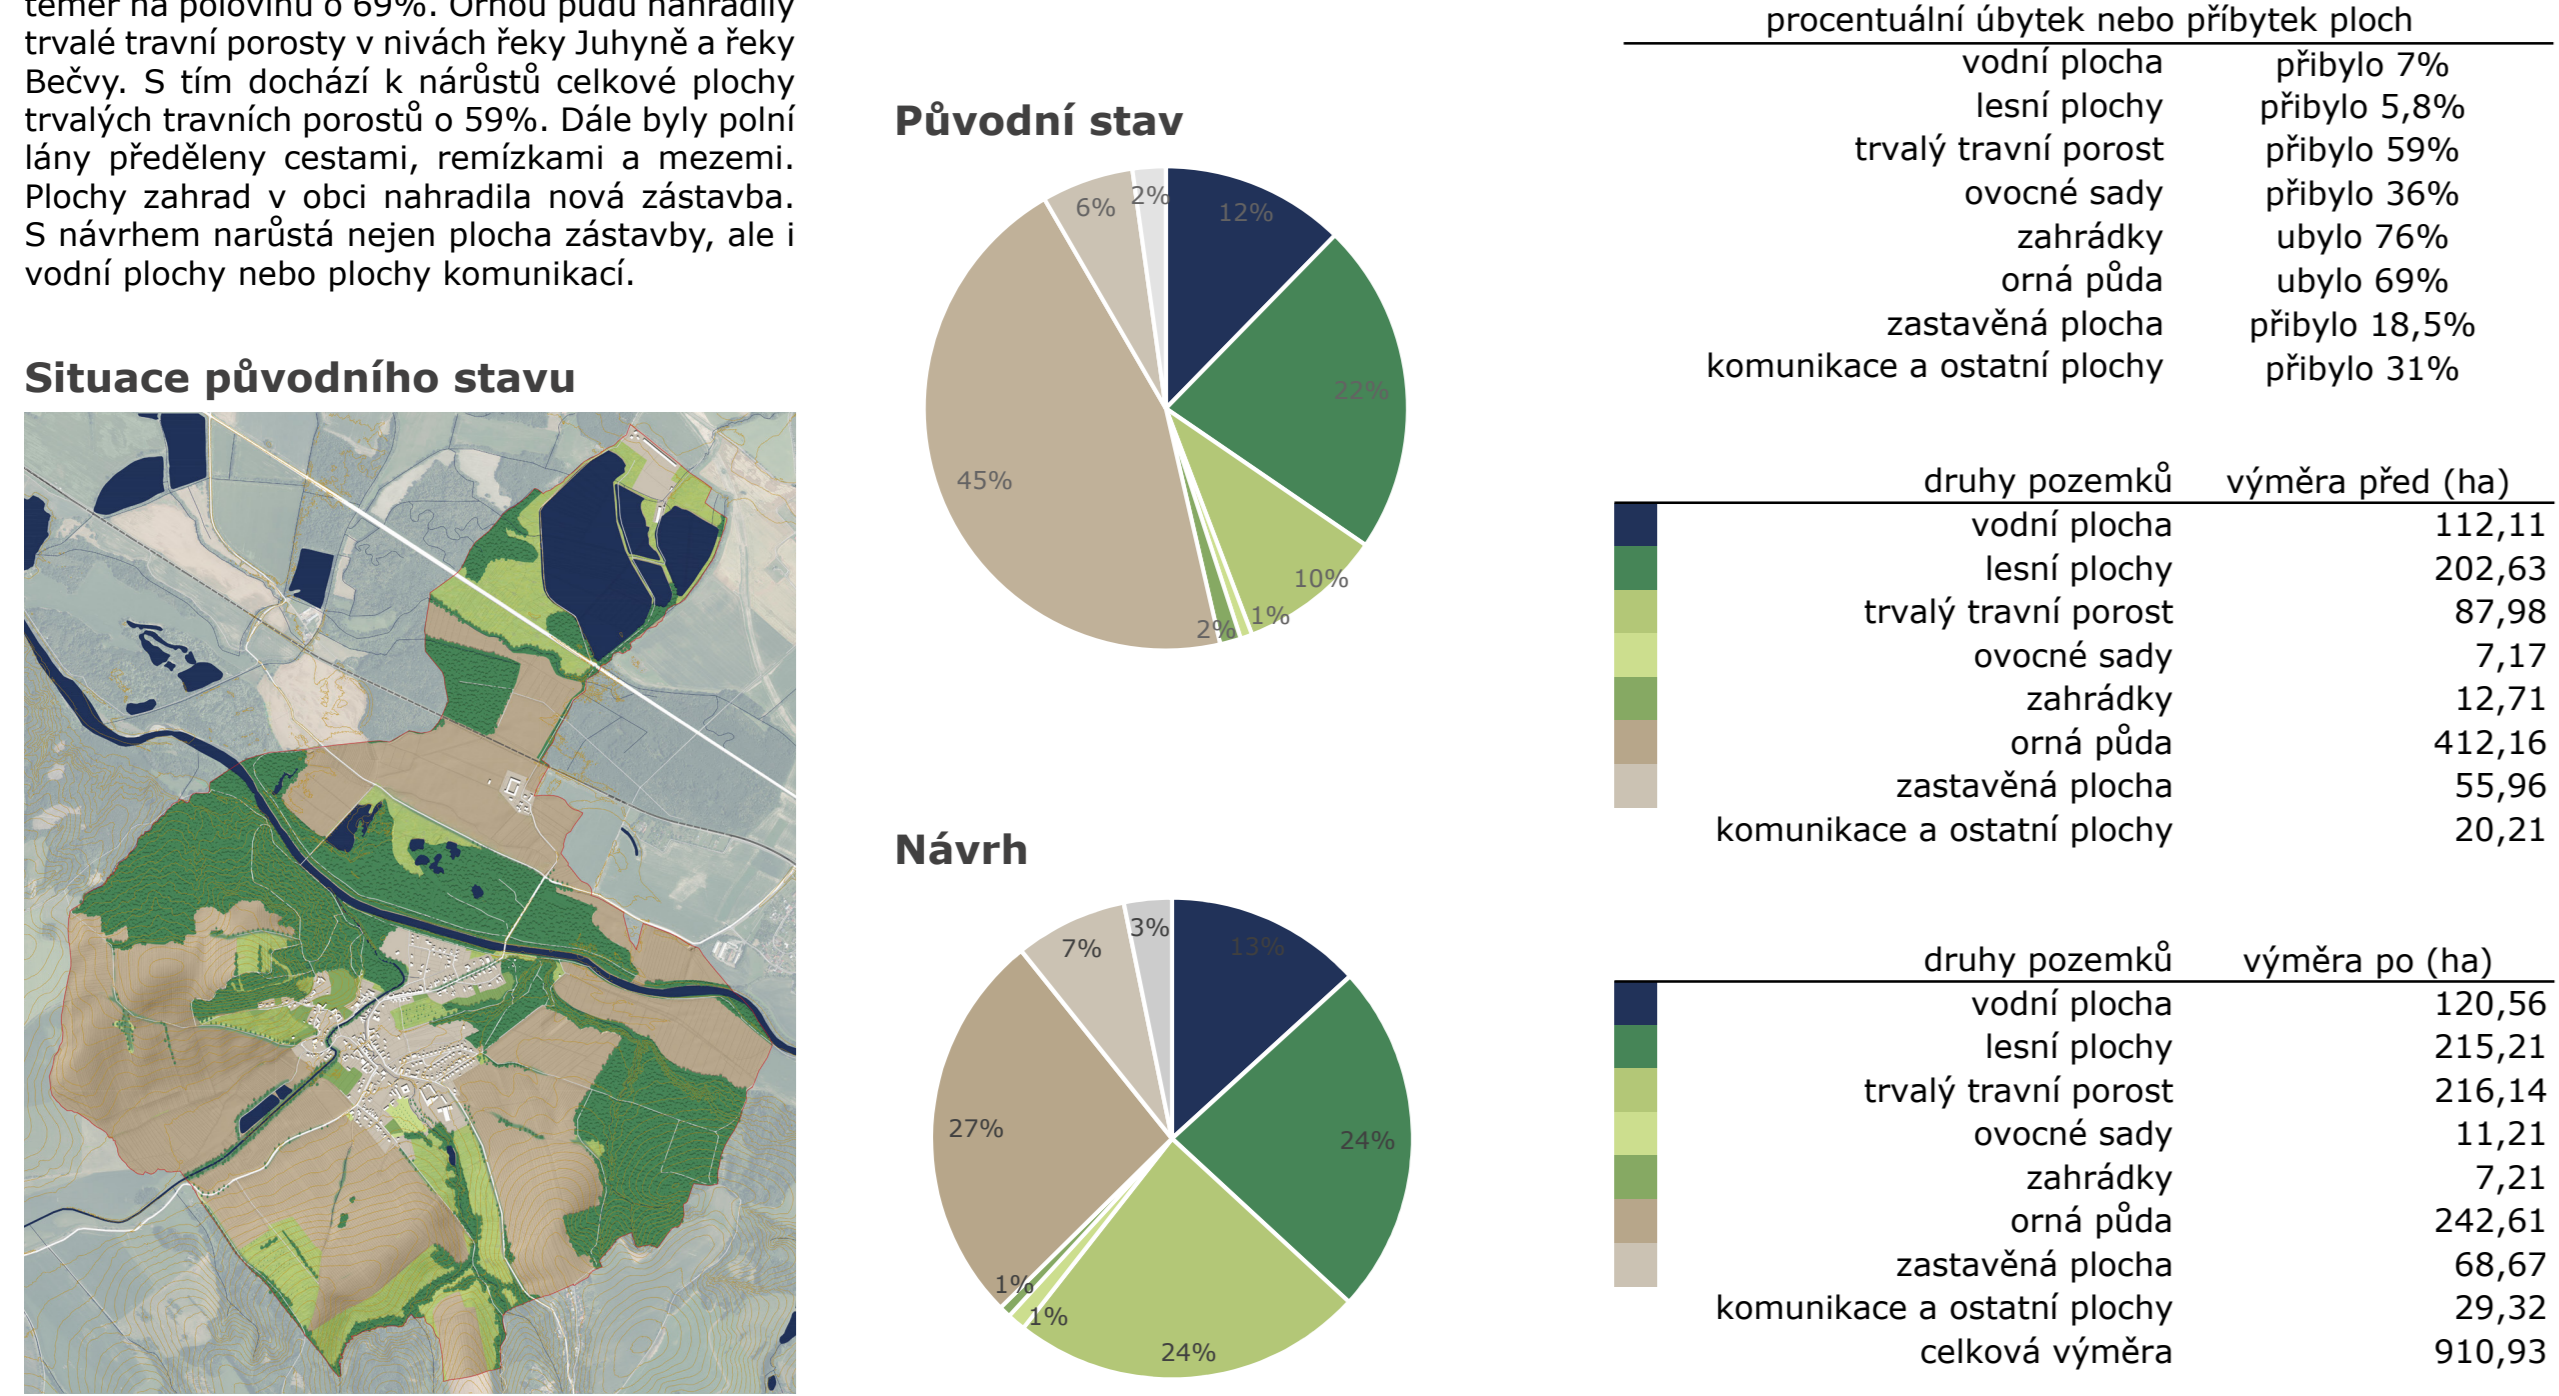 téměř na polovinu o 69%. Ornou půdu nahradily
trvalé travní porosty v nivách řeky Juhyně a řeky
Bečvy. S tím dochází k nárůstů celkové plochy
trvalých travních porostů o 59%. Dále byly polní
lány předěleny cestami, remízkami a mezemi.
Plochy zahrad v obci nahradila nová zástavba.
S návrhem narůstá nejen plocha zástavby, ale i
vodní plochy nebo plochy komunikací.
Situace původního stavu
Původní stav
12%
22%
10%
1%
2%
45%
6%
2%
Návrh
13%
24%
24%
1%
1%
27%
7%
3%
procentuální úbytek nebo příbytek ploch
vodní plocha přibylo 7%
lesní plochy přibylo 5,8%
trvalý travní porost přibylo 59%
ovocné sady přibylo 36%
zahrádky ubylo 76%
orná půda ubylo 69%
zastavěná plocha přibylo 18,5%
komunikace a ostatní plochy přibylo 31%
druhy pozemků výměra před (ha)
vodní plocha 112,11
lesní plochy 202,63
trvalý travní porost 87,98
ovocné sady 7,17
zahrádky 12,71
orná půda 412,16
zastavěná plocha 55,96
komunikace a ostatní plochy 20,21
druhy pozemků výměra po (ha)
vodní plocha 120,56
lesní plochy 215,21
trvalý travní porost 216,14
ovocné sady 11,21
zahrádky 7,21
orná půda 242,61
zastavěná plocha 68,67
komunikace a ostatní plochy 29,32
celková výměra 910,93